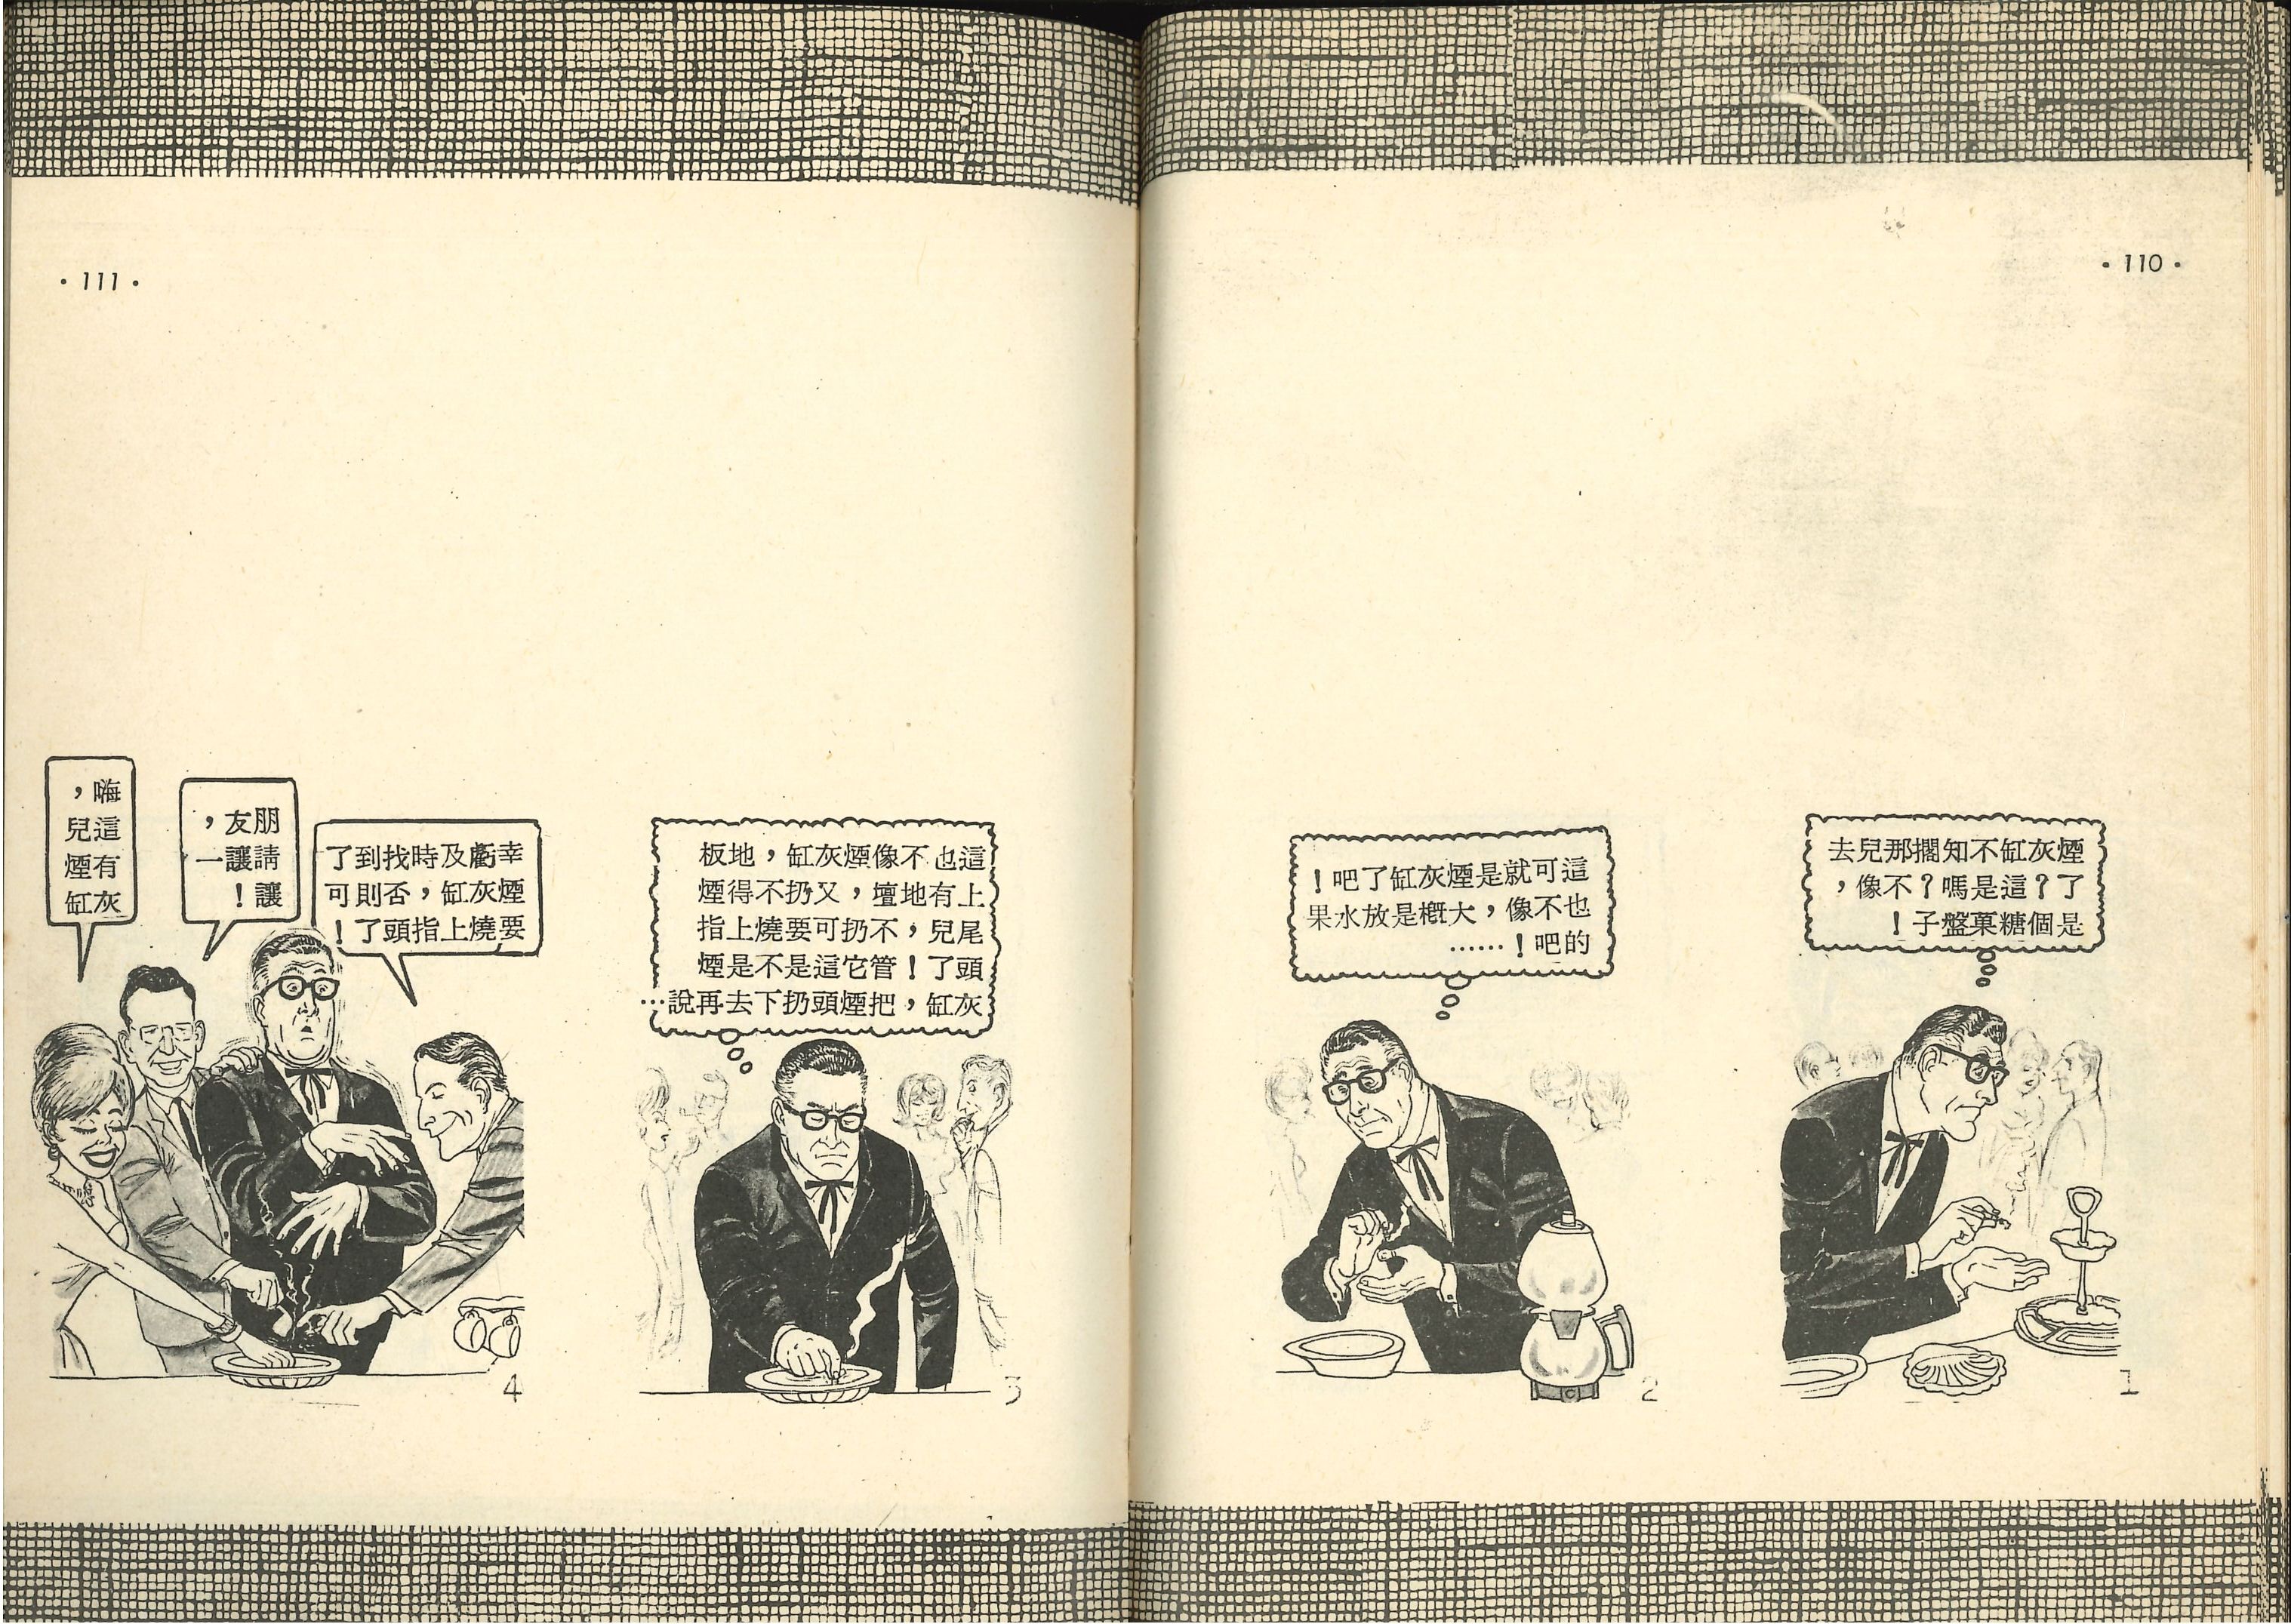 ·110·
煙灰缸不知擱那兒去
了?這是嗎?不像,
是個糖菓盤子!
1
這可就是煙灰缸了吧!
也不像,大概是放水果
的吧!……
2
·111·
這也不像煙灰缸,地板
上有地壇,又扔不得煙
尾兒,不扔可要燒上指
頭了!管它這是不是煙
灰缸,把煙頭扔下去再說…
3
幸虧及時找到了
煙灰缸,否則可
要燒上指頭了!
朋友,
請讓一
讓!
嗨,
這兒
有煙
灰缸
4